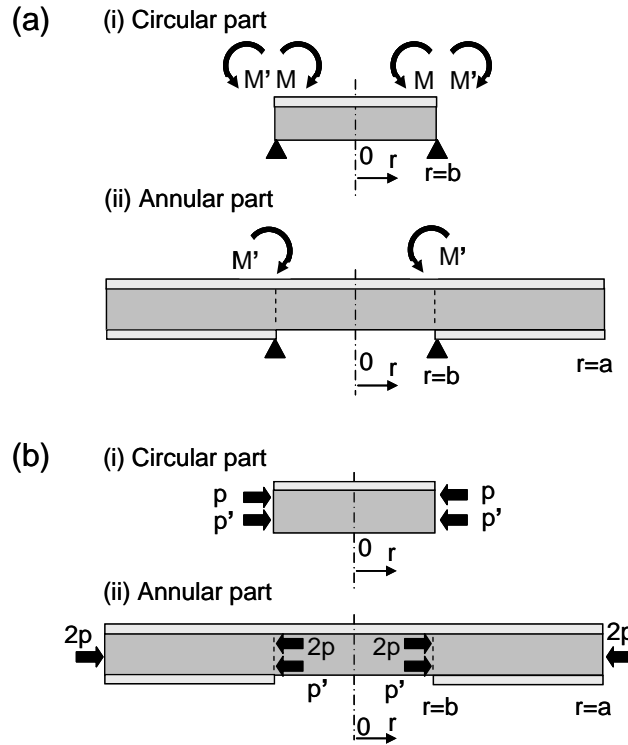 (a)
(i) Circular part
M' M M M'
0 r r=b
(ii) Annular part
M' M'
0 r r=b r=a
(b)
(i) Circular part
p p
p' p'
0 r
(ii) Annular part
2p 2p 2p 2p
p' p'
0 r r=b r=a